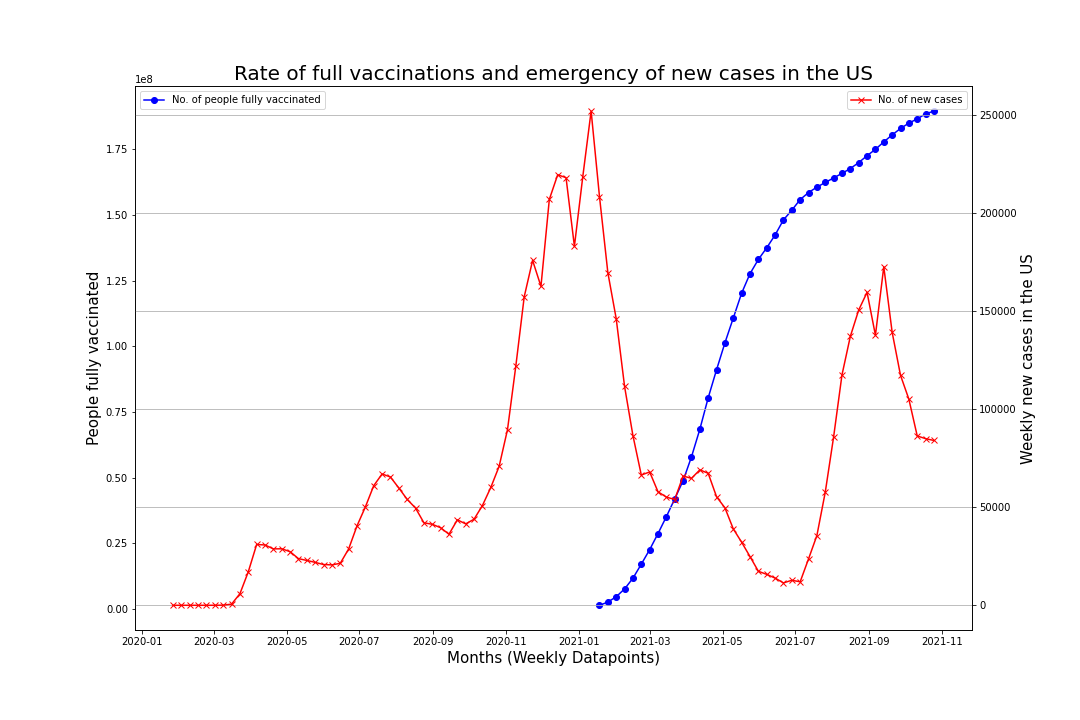 Rate of full vaccinations and emergency of new cases in the US
1e8
No. of people fully vaccinated
No. of new cases
People fully vaccinated
1.75
1.50
1.25
1.00
0.75
0.50
0.25
0.00
250000
200000
150000
100000
50000
0
Weekly new cases in the US
2020-01 2020-03 2020-05 2020-07 2020-09 2020-11 2021-01 2021-03 2021-05 2021-07 2021-09 2021-11
Months (Weekly Datapoints)